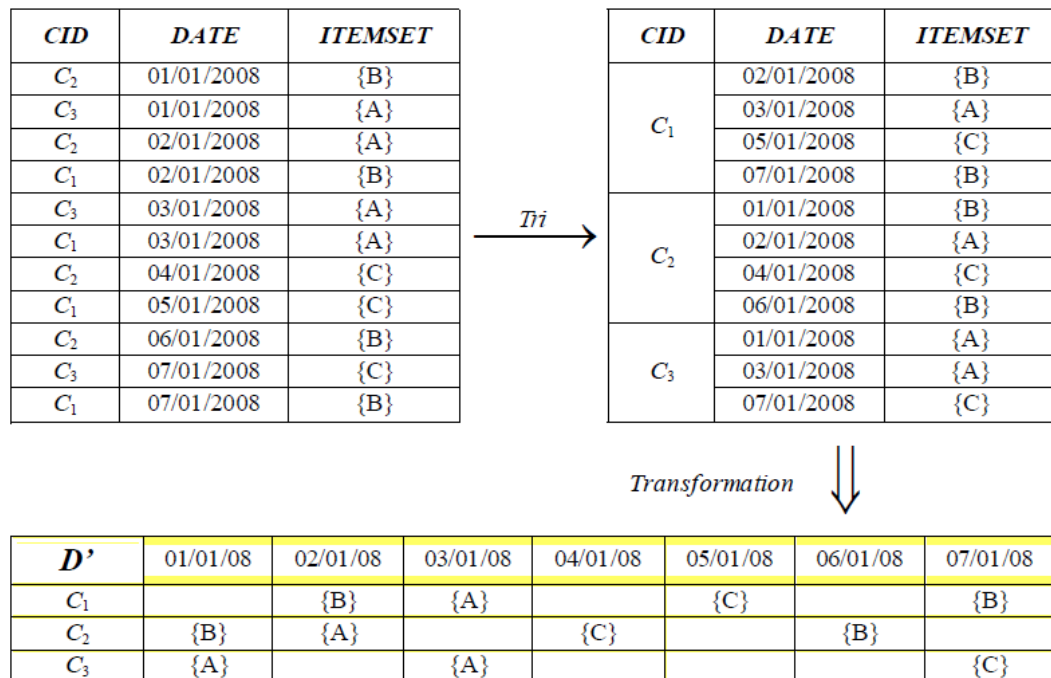 CID DATE ITEMSET
C2 01/01/2008 {B}
C3 01/01/2008 {A}
C2 02/01/2008 {A}
C1 02/01/2008 {B}
C3 03/01/2008 {A}
C1 03/01/2008 {A}
C2 04/01/2008 {C}
C1 05/01/2008 {C}
C2 06/01/2008 {B}
C3 07/01/2008 {C}
C1 07/01/2008 {B}
Tri
CID DATE ITEMSET
C1
02/01/2008 {B}
03/01/2008 {A}
05/01/2008 {C}
07/01/2008 {B}
C2
01/01/2008 {B}
02/01/2008 {A}
04/01/2008 {C}
06/01/2008 {B}
C3
01/01/2008 {A}
03/01/2008 {A}
07/01/2008 {C}
Transformation
D’ 01/01/08 02/01/08 03/01/08 04/01/08 05/01/08 06/01/08 07/01/08
C1 {B} {A} {C} {B}
C2 {B} {A} {C} {B}
C3 {A} {A} {C}